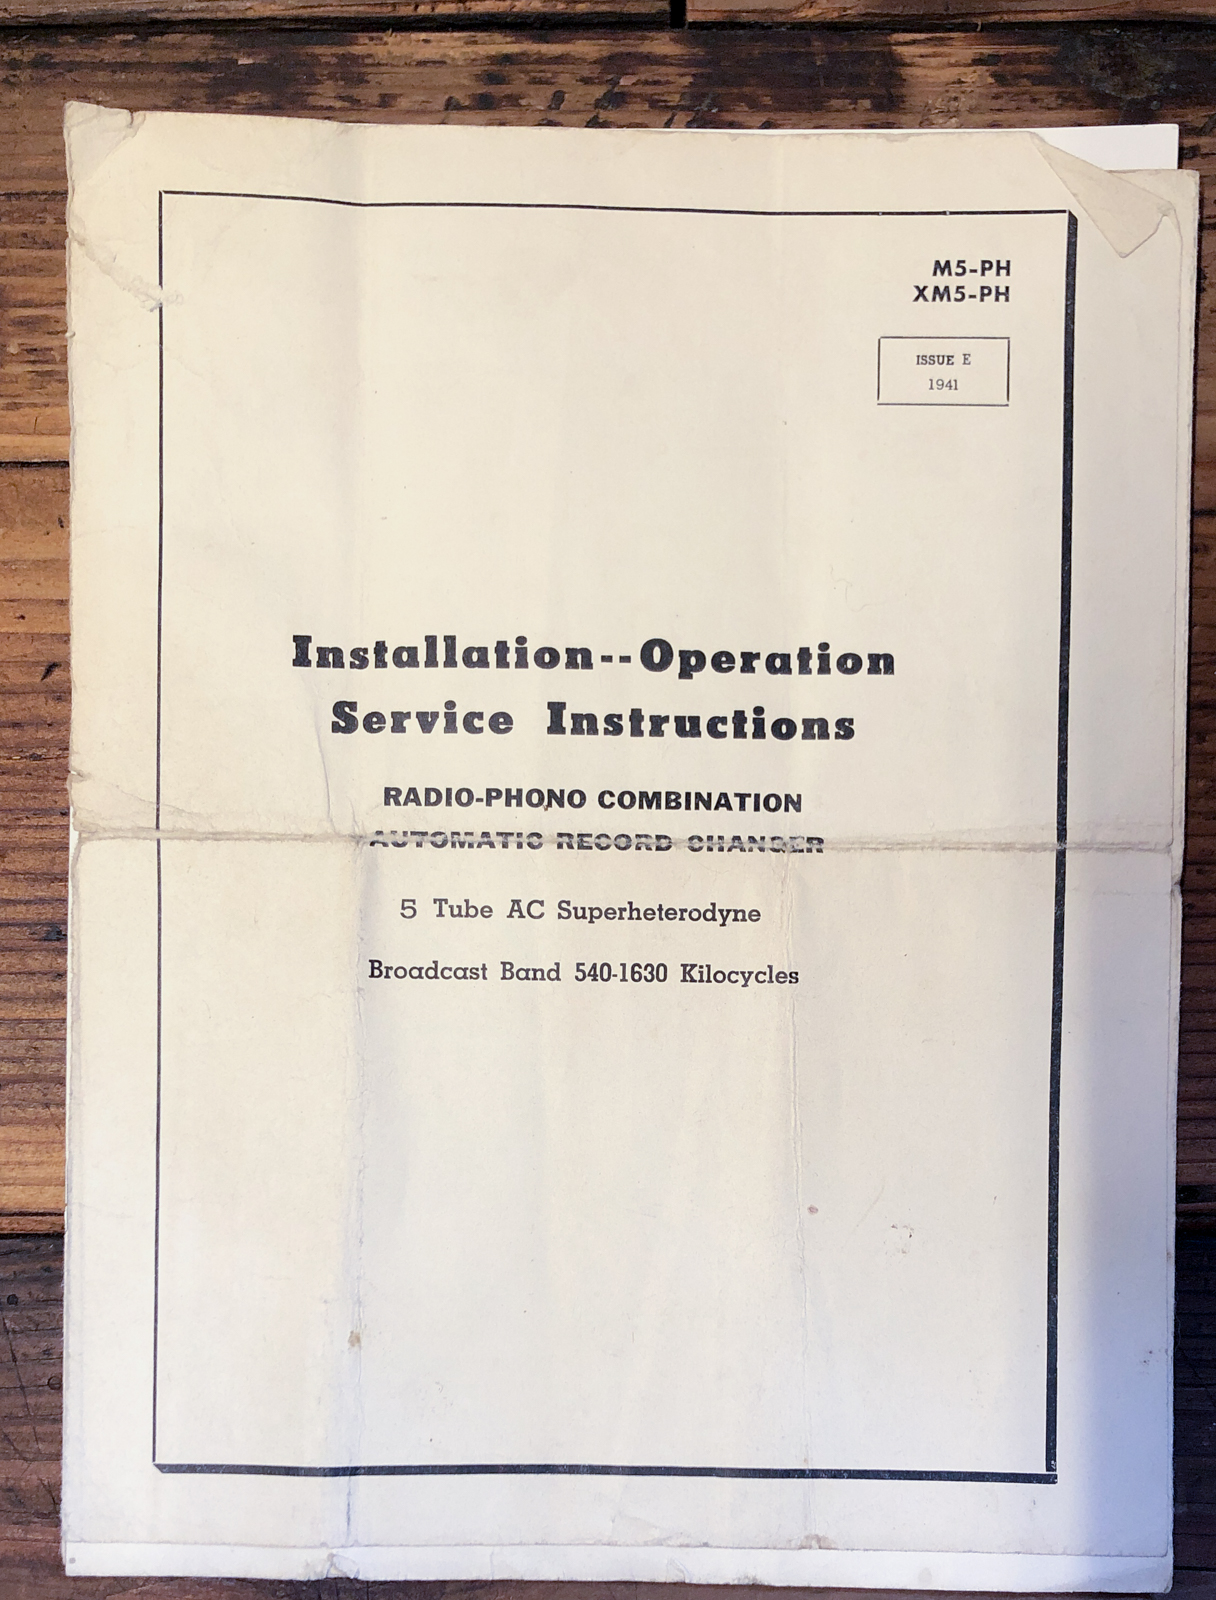 M5-PH
XM5-PH
ISSUE E
1941
Installation--Operation
Service Instructions
RADIO-PHONO COMBINATION
AUTOMATIC RECORD CHANGER
5 Tube AC Superheterodyne
Broadcast Band 540-1630 Kilocycles